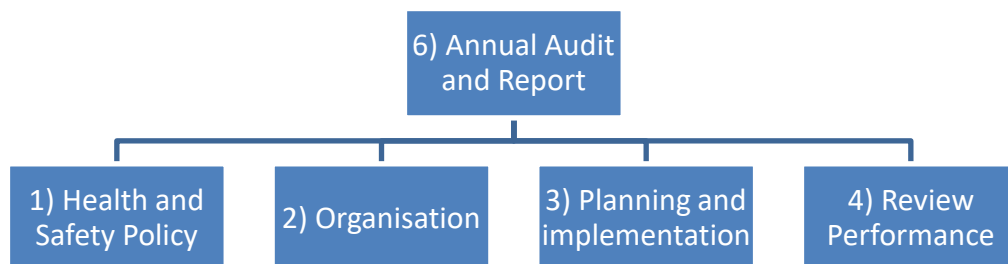 6) Annual Audit
and Report
1) Health and
Safety Policy
2) Organisation
3) Planning and
implementation
4) Review
Performance